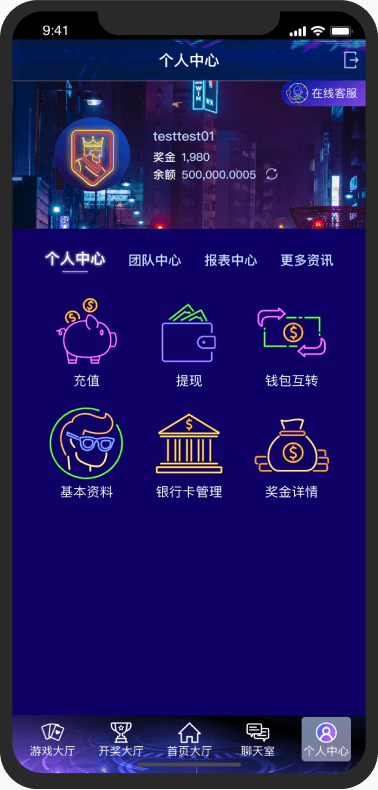 9:41
个人中心
在线客服
WIN
testtest01
奖金 1,980
余额 500,000.0005
个人中心 团队中心 报表中心 更多资讯
充值 提现 钱包互转
基本资料 银行卡管理 奖金详情
游戏大厅 开奖大厅 首页大厅 聊天室 个人中心